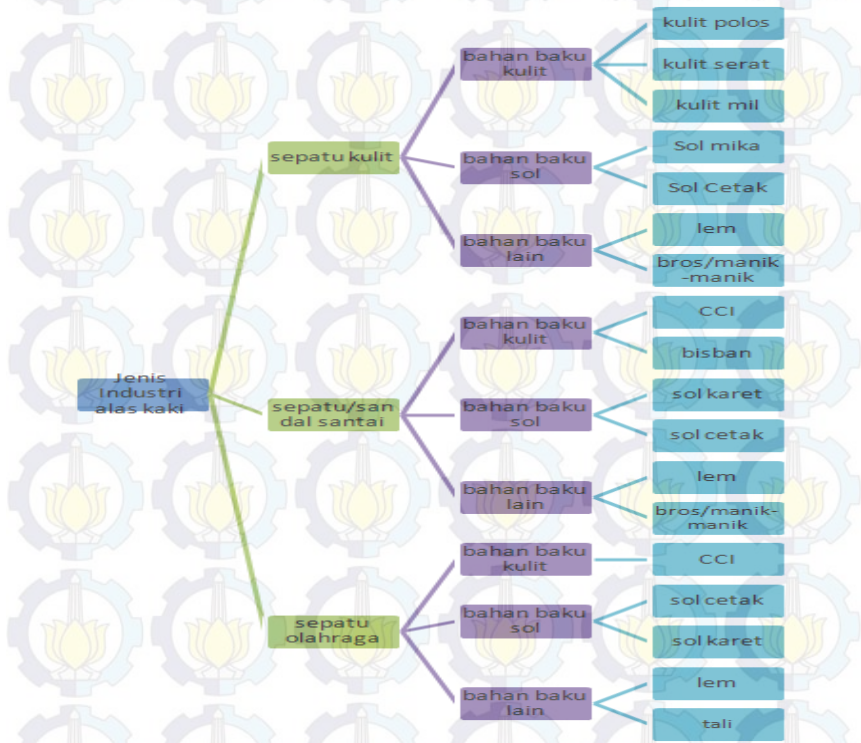 Jenis
Industri
alas kaki
sepatu kulit
bahan baku
kulit
kulit polos
kulit serat
kulit mil
bahan baku
sol
Sol mika
Sol Cetak
bahan baku
lain
lem
bros/manik
-manik
sepatu/san
dal santai
bahan baku
kulit
CCI
bisban
bahan baku
sol
sol karet
sol cetak
bahan baku
lain
lem
bros/manik-
manik
sepatu
olahraga
bahan baku
kulit
CCI
bahan baku
sol
sol cetak
sol karet
bahan baku
lain
lem
tali